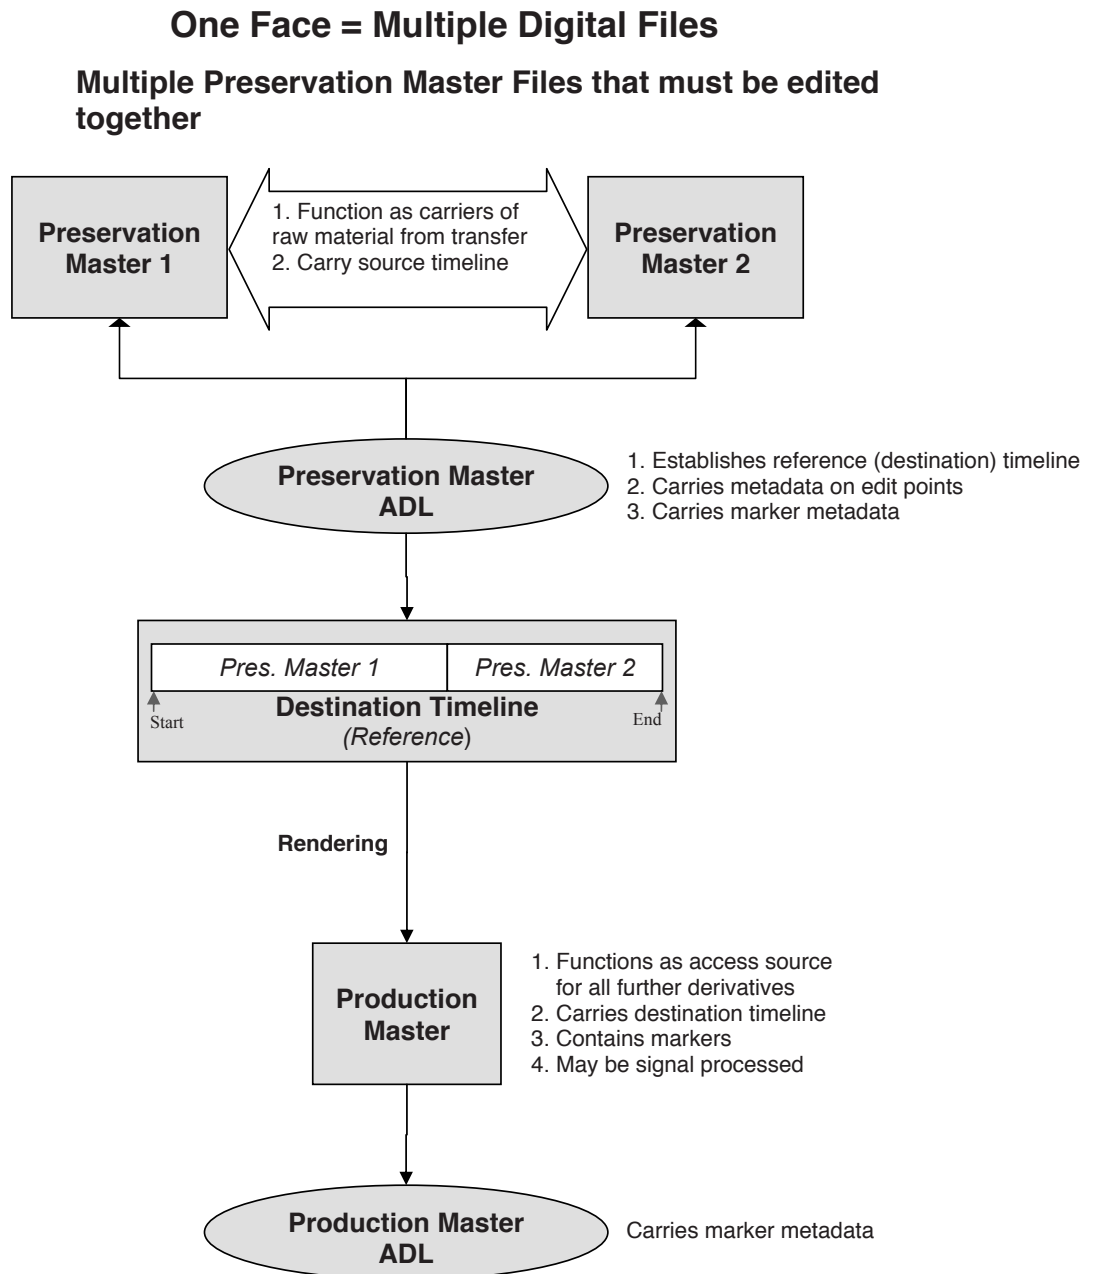 One Face = Multiple Digital Files
Multiple Preservation Master Files that must be edited
together
Preservation
Master 1
1. Function as carriers of
raw material from transfer
2. Carry source timeline
Preservation
Master 2
Preservation Master
ADL
1. Establishes reference (destination) timeline
2. Carries metadata on edit points
3. Carries marker metadata
Pres. Master 1
Pres. Master 2
Start
Destination Timeline
(Reference)
End
Rendering
Production
Master
1. Functions as access source
for all further derivatives
2. Carries destination timeline
3. Contains markers
4. May be signal processed
Production Master
ADL
Carries marker metadata